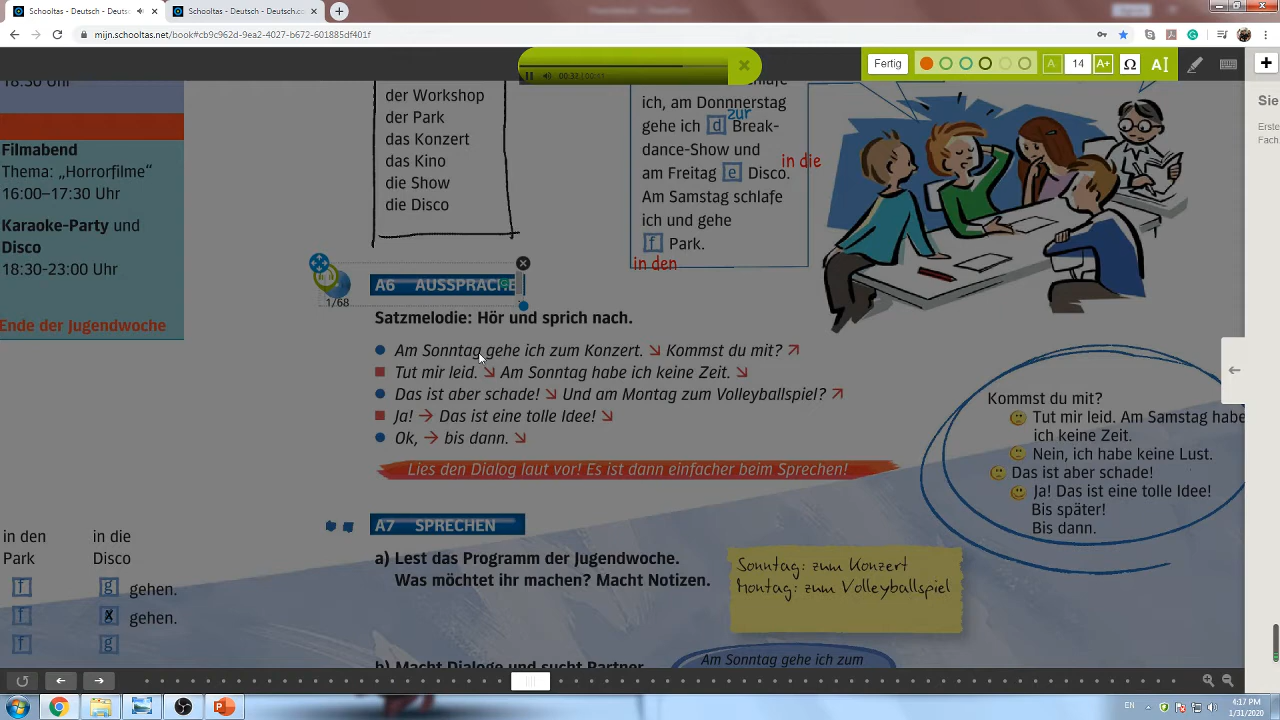 Schooltas - Deutsch - Deutsch.
Schooltas - Deutsch - Deutsch.co
mijn.schooltas.net/book#cb9c962d-9ea2-4027-b672-601885df401f
Fertig
14
A+
Ω
18:30 Uhr
Filmabend
Thema: „Horrorfilme“
16:00–17:30 Uhr
Karaoke-Party und
Disco
18:30-23:00 Uhr
Ende der Jugendwoche
der Workshop
der Park
das Konzert
das Kino
die Show
die Disco
ich, am Donnerstag
zur
gehe ich d Break-
dance-Show und
in die
am Freitag e Disco.
Am Samstag schlafe
ich und gehe
f Park.
in den
Sie
Erste
Fach
1/68
A6 AUSSPRACHE
Satzmelodie: Hör und sprich nach.
Am Sonntag gehe ich zum Konzert. ↘ Kommst du mit? ↗
Tut mir leid. ↘ Am Sonntag habe ich keine Zeit. ↘
Das ist aber schade! ↘ Und am Montag zum Volleyballspiel? ↗
Ja! → Das ist eine tolle Idee! ↘
Ok, → bis dann. ↘
Lies den Dialog laut vor! Es ist dann einfacher beim Sprechen!
Kommst du mit?
Tut mir leid. Am Samstag habe
ich keine Zeit.
Nein, ich habe keine Lust.
Das ist aber schade!
Ja! Das ist eine tolle Idee!
Bis später!
Bis dann.
A7 SPRECHEN
a) Lest das Programm der Jugendwoche.
Was möchtet ihr machen? Macht Notizen.
Sonntag: zum Konzert
Montag: zum Volleyballspiel
in den in die
Park Disco
f g gehen.
f x gehen.
f g
b) Macht Dialoge und sucht Partner
Am Sonntag gehe ich zum
EN
4:17 PM
1/31/2020